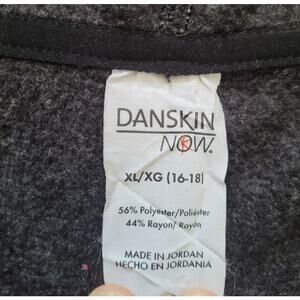 DANSKIN
NOW®
XL/XG (16-18)
56% Polyester/Poliéster
44% Rayon/ Rayón
MADE IN JORDAN
HECHO EN JORDANIA